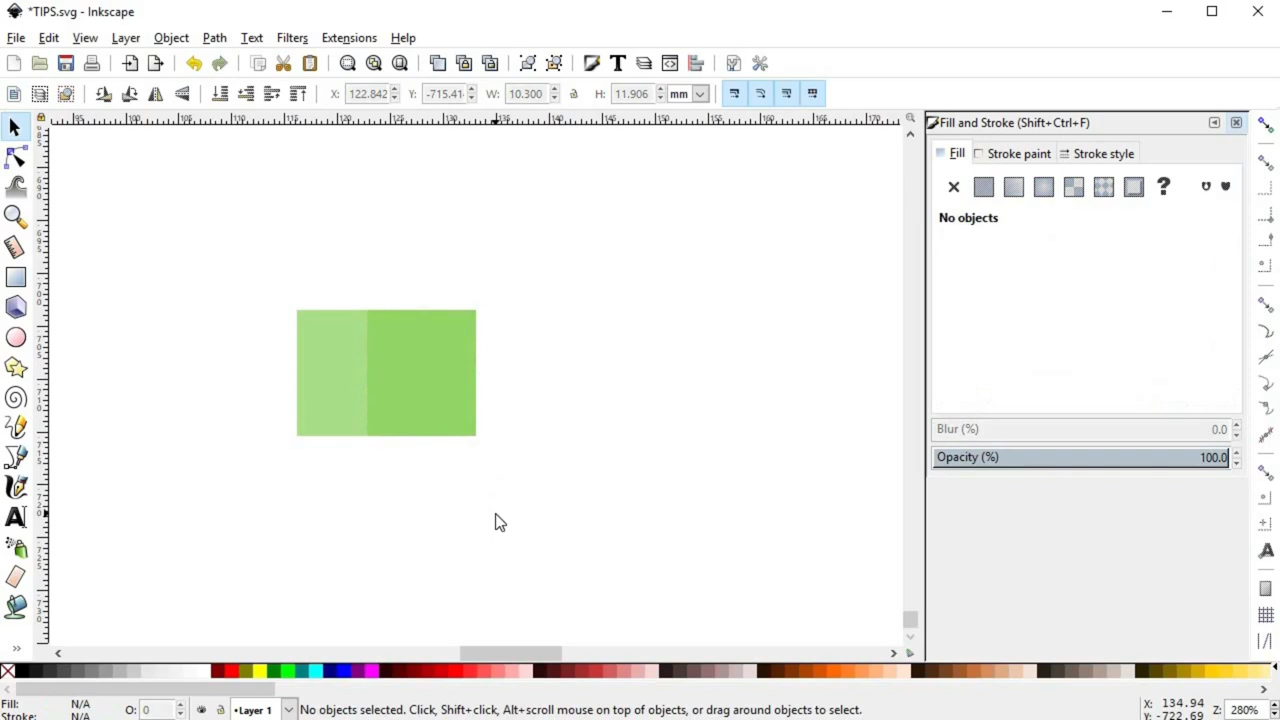 *TIPS.svg - Inkscape
File Edit View Layer Object Path Text Filters Extensions Help
X: 122.842 Y: -715.41 W: 10.300 H: 11.906 mm
Fill and Stroke (Shift+Ctrl+F)
Fill Stroke paint Stroke style
No objects
Blur (%) 0.0
Opacity (%) 100.0
Fill: N/A
Stroke: N/A
O: 0
•Layer 1
No objects selected. Click, Shift+click, Alt+scroll mouse on top of objects, or drag around objects to select.
X: 134.94
Y: -722.69
Z: 280%